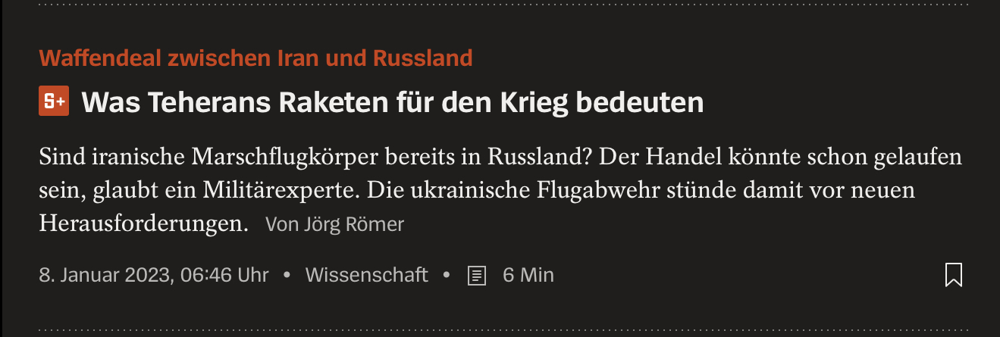 Waffendeal zwischen Iran und Russland
S+ Was Teherans Raketen für den Krieg bedeuten
Sind iranische Marschflugkörper bereits in Russland? Der Handel könnte schon gelaufen
sein, glaubt ein Militärexperte. Die ukrainische Flugabwehr stünde damit vor neuen
Herausforderungen. Von Jörg Römer
8. Januar 2023, 06:46 Uhr • Wissenschaft • 6 Min